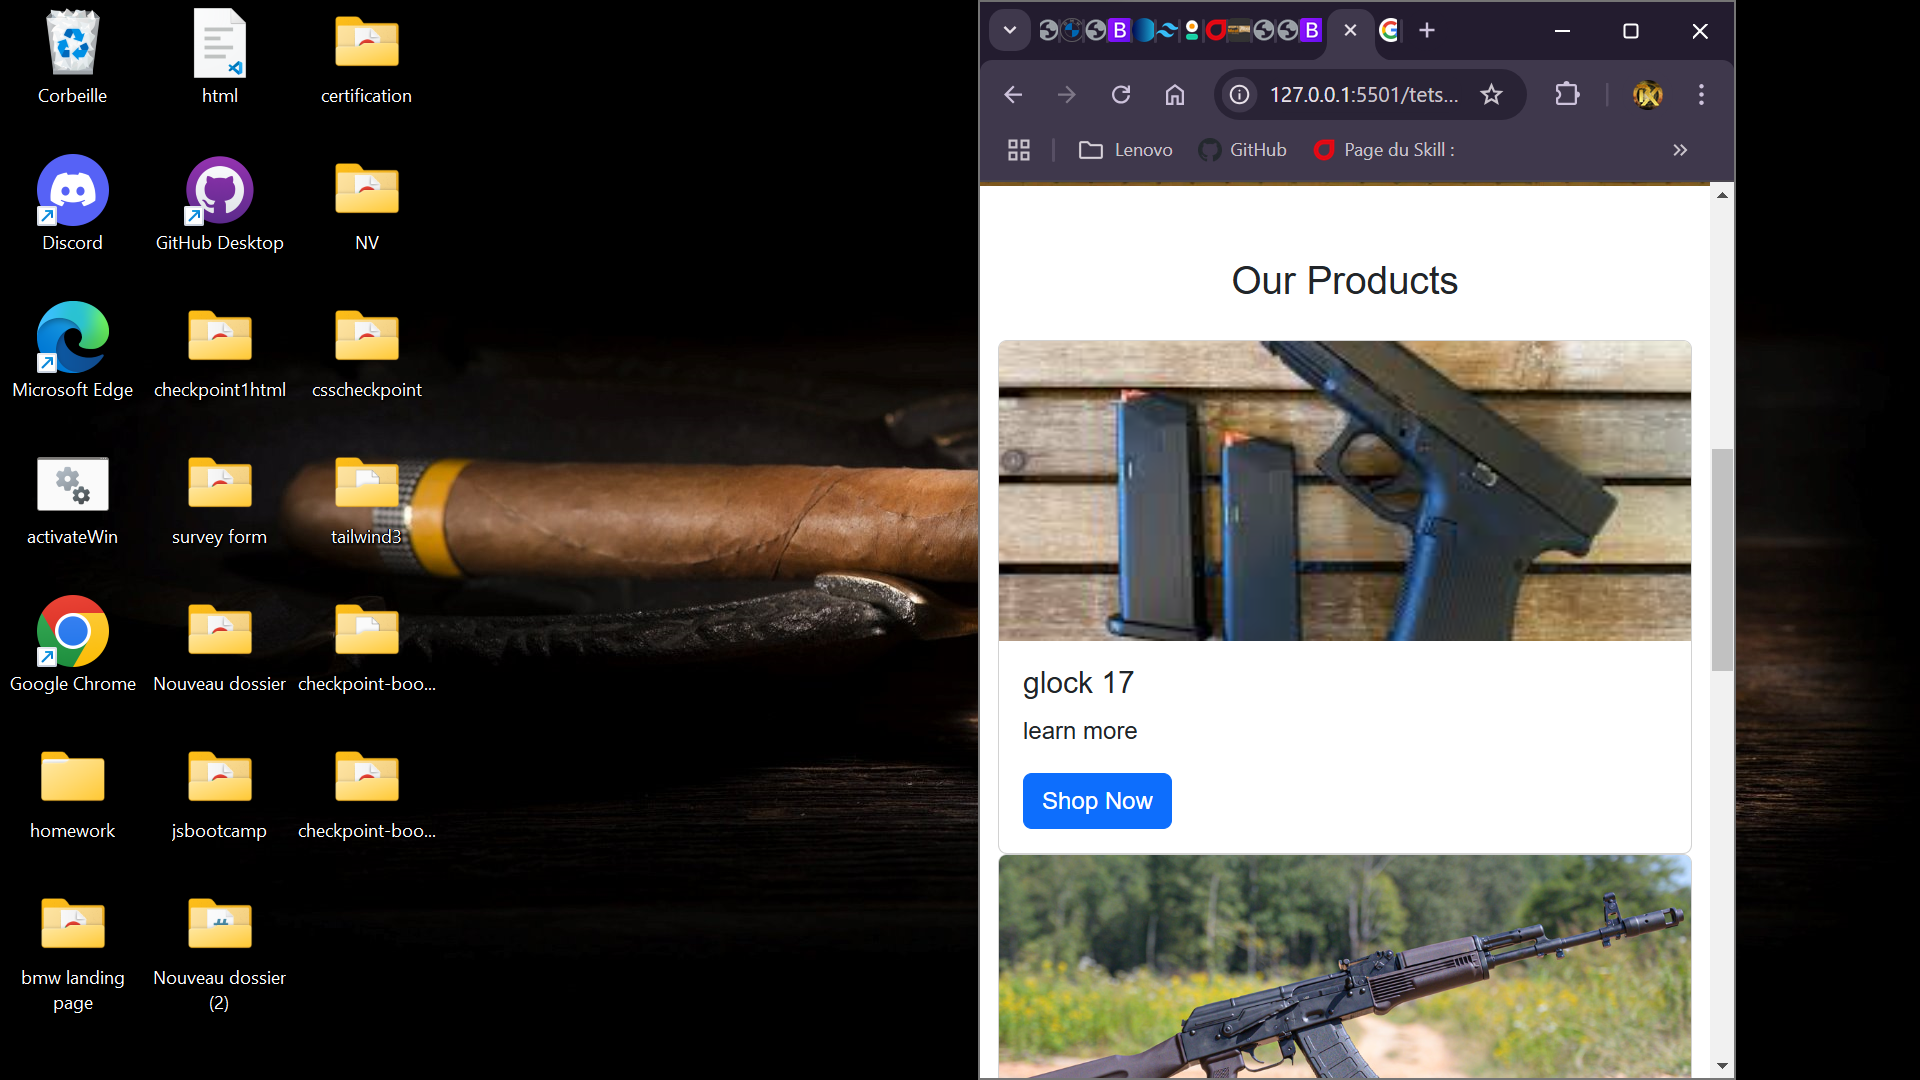 Corbeille
html
certification
Discord
GitHub Desktop
NV
Microsoft Edge
checkpoint1html
csscheckpoint
activateWin
survey form
tailwind3
Google Chrome
Nouveau dossier
checkpoint-boo...
homework
jsbootcamp
checkpoint-boo...
bmw landing
page
Nouveau dossier
(2)
127.0.0.1:5501/tets...
Lenovo
GitHub
Page du Skill :
Our Products
glock 17
learn more
Shop Now